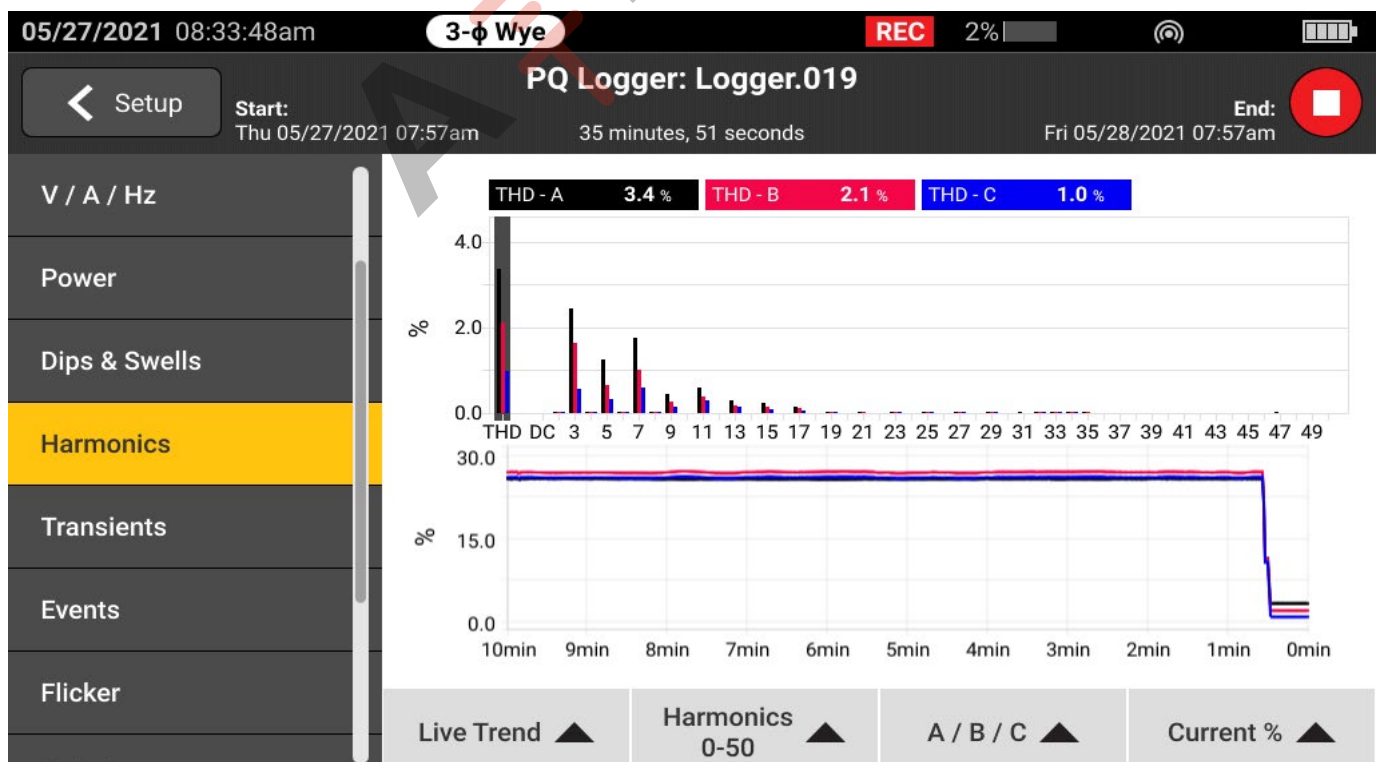 05/27/2021 08:33:48am 3-ϕ Wye REC 2%
PQ Logger: Logger.019
Setup
Start:
Thu 05/27/2021 07:57am
35 minutes, 51 seconds
End:
Fri 05/28/2021 07:57am
V / A / Hz
Power
Dips & Swells
Harmonics
Transients
Events
Flicker
THD - A 3.4 % THD - B 2.1 % THD - C 1.0 %
4.0
%
2.0
0.0
THD DC 3 5 7 9 11 13 15 17 19 21 23 25 27 29 31 33 35 37 39 41 43 45 47 49
30.0
%
15.0
0.0
10min 9min 8min 7min 6min 5min 4min 3min 2min 1min 0min
Live Trend
Harmonics
0-50
A / B / C
Current %